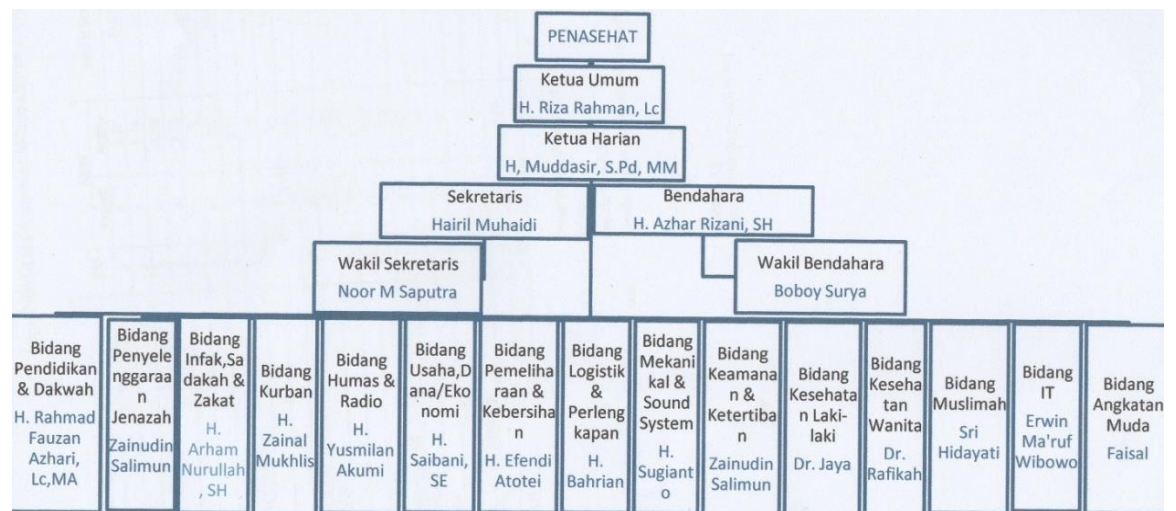 PENASEHAT
Ketua Umum
H. Riza Rahman, Lc
Ketua Harian
H, Muddasir, S.Pd, MM
Sekretaris
Hairil Muhaidi
Bendahara
H. Azhar Rizani, SH
Wakil Sekretaris
Noor M Saputra
Wakil Bendahara
Boboy Surya
Bidang
Pendidikan
& Dakwah
H. Rahmad
Fauzan
Azhari,
Lc,MA
Bidang
Penyele
nggaraa
n
Jenazah
Zainudin
Salimun
Bidang
Infak,Sa
dakah &
Zakat
H.
Arham
Nurullah
, SH
Bidang
Kurban
H.
Zainal
Mukhlis
Bidang
Humas &
Radio
H.
Yusmilan
Akumi
Bidang
Usaha,D
ana/Eko
nomi
H.
Saibani,
SE
Bidang
Pemeliha
raan &
Kebersiha
n
H. Efendi
Atotei
Bidang
Logistik
&
Perleng
kapan
H.
Bahrian
Bidang
Mekani
kal &
Sound
System
H.
Sugiant
o
Bidang
Keamana
n &
Ketertiba
n
Zainudin
Salimun
Bidang
Kesehata
n Laki-
laki
Dr. Jaya
Bidang
Keseha
tan
Wanita
Dr.
Rafikah
Bidang
Muslimah
Sri
Hidayati
Bidang
IT
Erwin
Ma'ruf
Wibowo
Bidang
Angkatan
Muda
Faisal